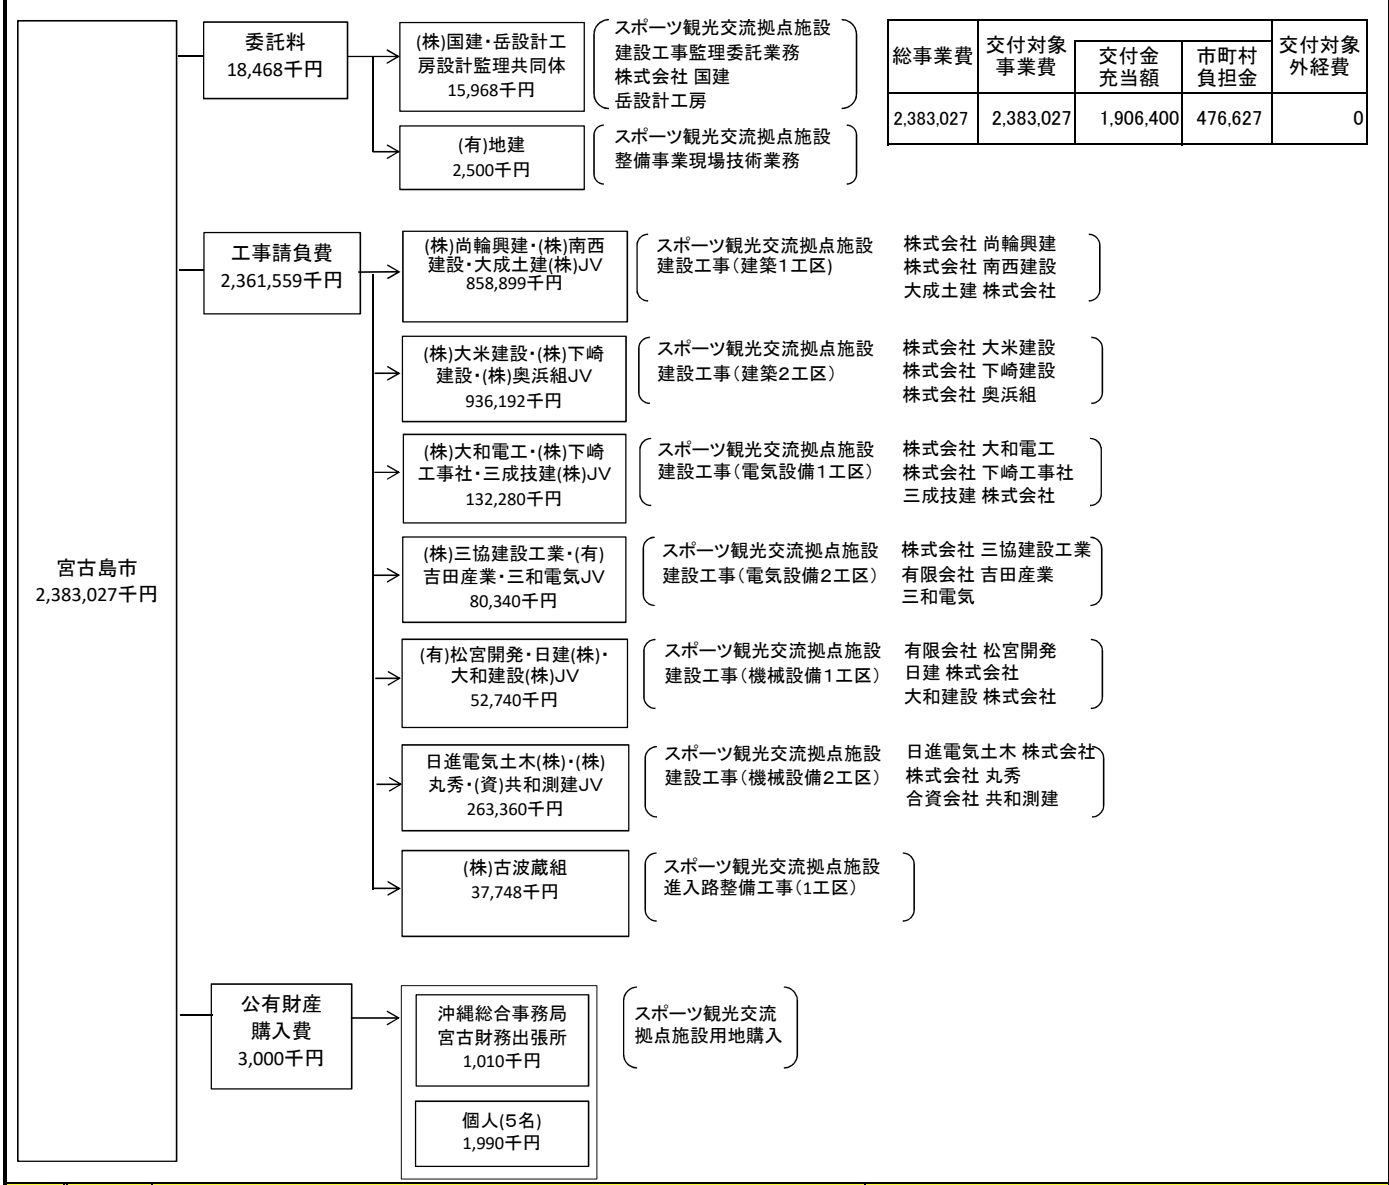 宮古島市
2,383,027千円
委託料
18,468千円
(株)国建・岳設計工
房設計監理共同体
15,968千円
スポーツ観光交流拠点施設
建設工事監理委託業務
株式会社 国建
岳設計工房
(有)地建
2,500千円
スポーツ観光交流拠点施設
整備事業現場技術業務
総事業費
交付対象
事業費
交付金
充当額
市町村
負担金
交付対象
外経費
2,383,027
2,383,027
1,906,400
476,627
0
工事請負費
2,361,559千円
(株)尚輪興建・(株)南西
建設・大成土建(株)JV
858,899千円
スポーツ観光交流拠点施設
建設工事(建築1工区)
株式会社 尚輪興建
株式会社 南西建設
大成土建 株式会社
(株)大米建設・(株)下崎
建設・(株)奥浜組JV
936,192千円
スポーツ観光交流拠点施設
建設工事(建築2工区)
株式会社 大米建設
株式会社 下崎建設
株式会社 奥浜組
(株)大和電工・(株)下崎
工事社・三成技建(株)JV
132,280千円
スポーツ観光交流拠点施設
建設工事(電気設備1工区)
株式会社 大和電工
株式会社 下崎工事社
三成技建 株式会社
(株)三協建設工業・(有)
吉田産業・三和電気JV
80,340千円
スポーツ観光交流拠点施設
建設工事(電気設備2工区)
株式会社 三協建設工業
有限会社 吉田産業
三和電気
(有)松宮開発・日建(株)・
大和建設(株)JV
52,740千円
スポーツ観光交流拠点施設
建設工事(機械設備1工区)
有限会社 松宮開発
日建 株式会社
大和建設 株式会社
日進電気土木(株)・(株)
丸秀・(資)共和測建JV
263,360千円
スポーツ観光交流拠点施設
建設工事(機械設備2工区)
日進電気土木 株式会社
株式会社 丸秀
合資会社 共和測建
(株)古波蔵組
37,748千円
スポーツ観光交流拠点施設
進入路整備工事(1工区)
公有財産
購入費
3,000千円
沖縄総合事務局
宮古財務出張所
1,010千円
個人(5名)
1,990千円
スポーツ観光交流
拠点施設用地購入